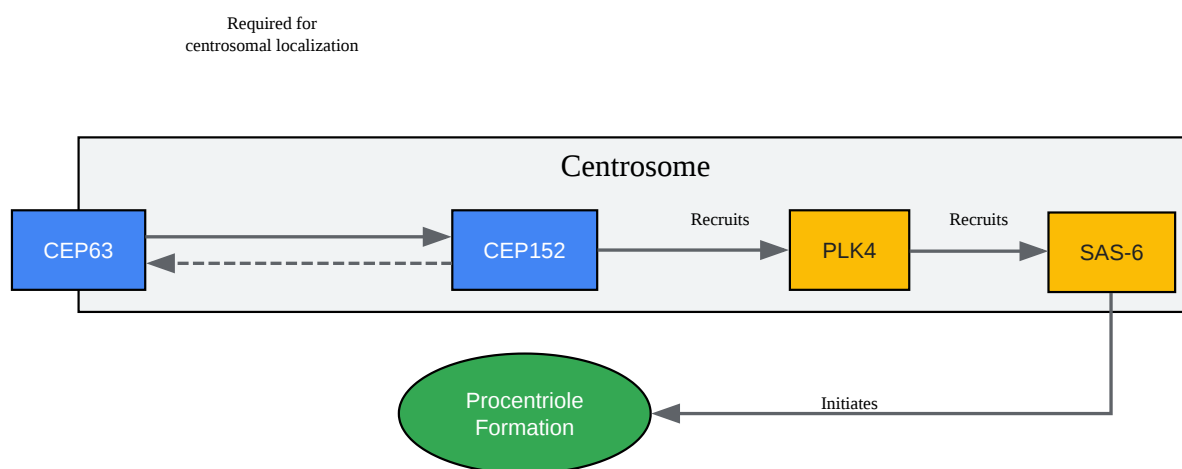 Required for
centrosomal localization
Centrosome
CEP63
CEP152
Recruits
PLK4
Recruits
SAS-6
Procentriole
Formation
Initiates